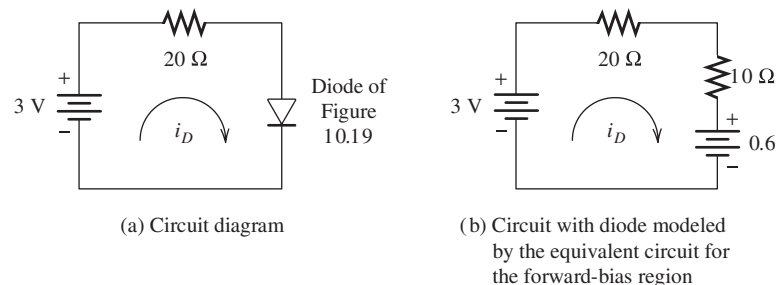 20 Ω
+
3 V
−
i_D
Diode of
Figure
10.19
(a) Circuit diagram
20 Ω
+
3 V
−
i_D
10 Ω
+
0.6
−
(b) Circuit with diode modeled
by the equivalent circuit for
the forward-bias region